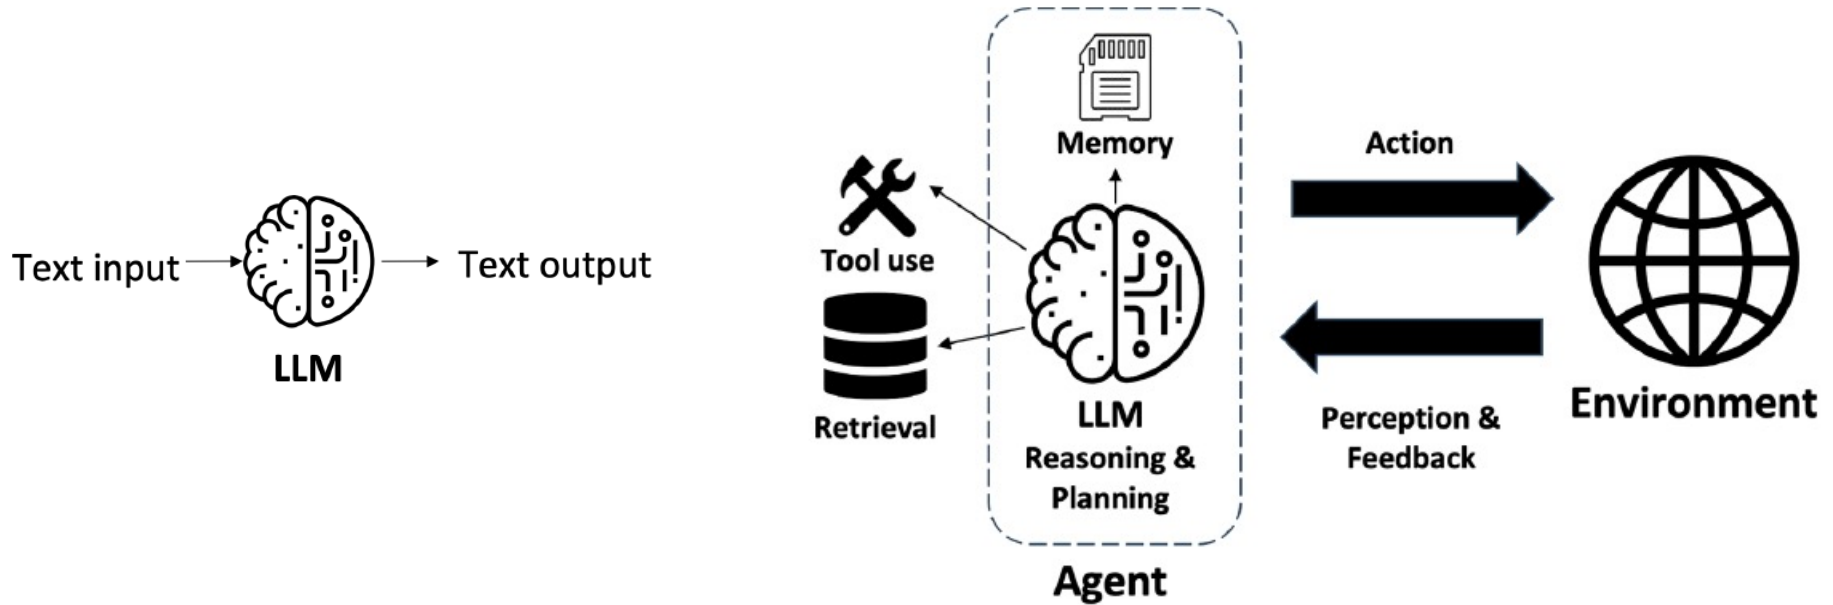 Text input
LLM
Text output
Memory
Tool use
Retrieval
LLM
Reasoning &
Planning
Agent
Action
Perception &
Feedback
Environment